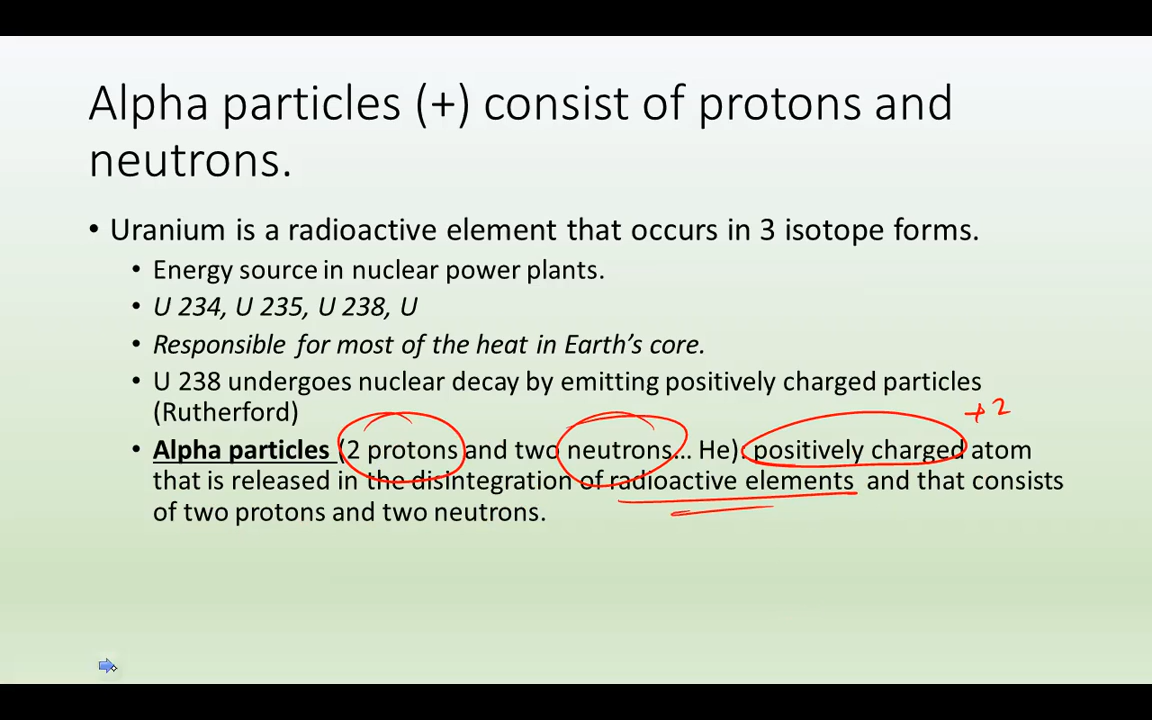 Alpha particles (+) consist of protons and
neutrons.
• Uranium is a radioactive element that occurs in 3 isotope forms.
• Energy source in nuclear power plants.
• U 234, U 235, U 238, U
• Responsible for most of the heat in Earth's core.
• U 238 undergoes nuclear decay by emitting positively charged particles
(Rutherford)
+2
• Alpha particles (2 protons and two neutrons... He): positively charged atom
that is released in the disintegration of radioactive elements and that consists
of two protons and two neutrons.